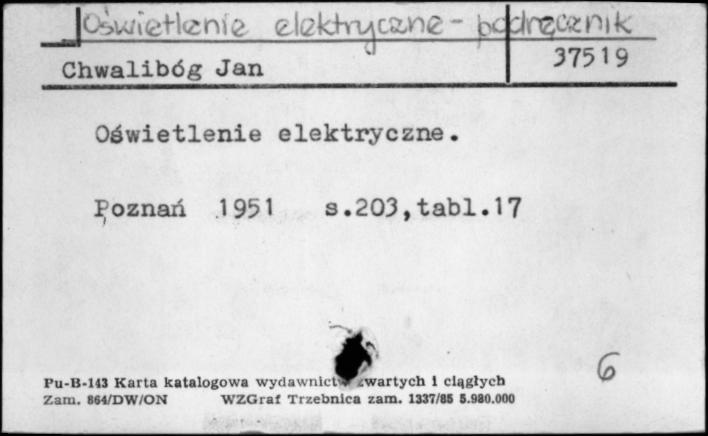 Oświetlenie elektryczne - podręcznik
Chwalibóg Jan 37519
Oświetlenie elektryczne.
Poznań 1951 s.203,tabl.17
6
Pu-B-143 Karta katalogowa wydawnictw zwartych i ciągłych
Zam. 864/DW/ON WZGraf Trzebnica zam. 1337/85 5.980.000